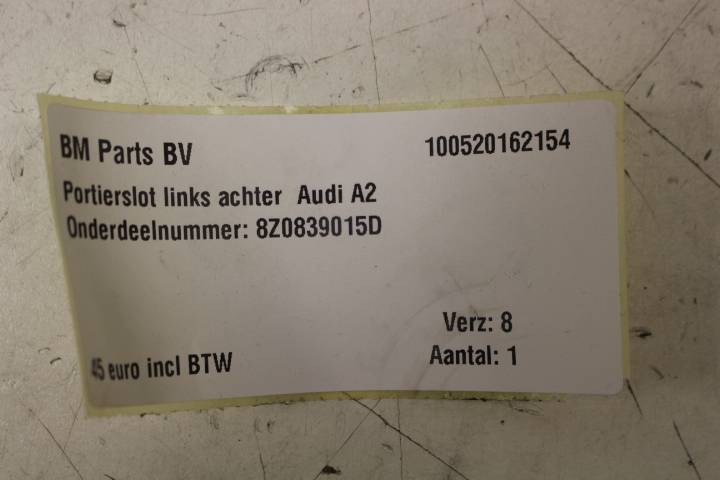 BM Parts BV
100520162154
Portierslot links achter Audi A2
Onderdeelnummer: 8Z0839015D
Verz: 8
45 euro incl BTW
Aantal: 1